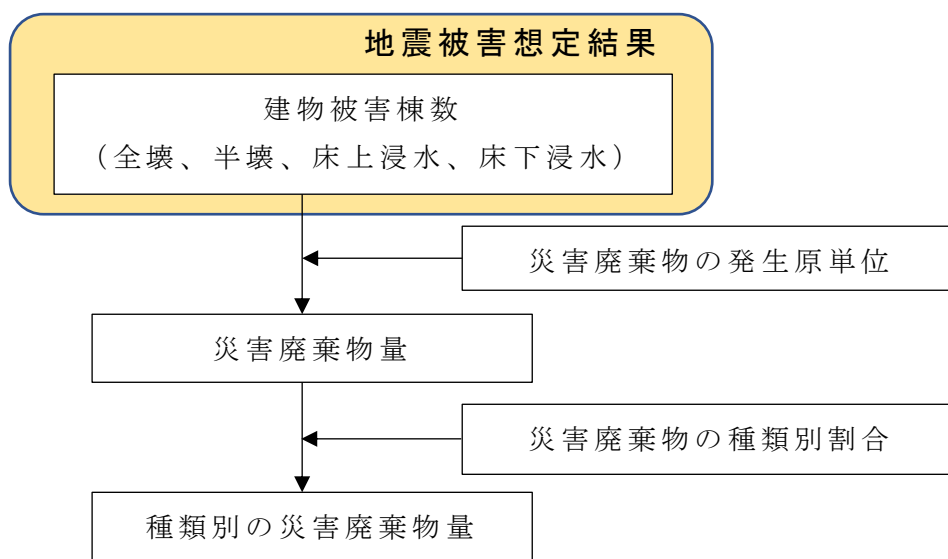 地震被害想定結果
建物被害棟数
（全壊、半壊、床上浸水、床下浸水）
災害廃棄物の発生原単位
災害廃棄物量
災害廃棄物の種類別割合
種類別の災害廃棄物量